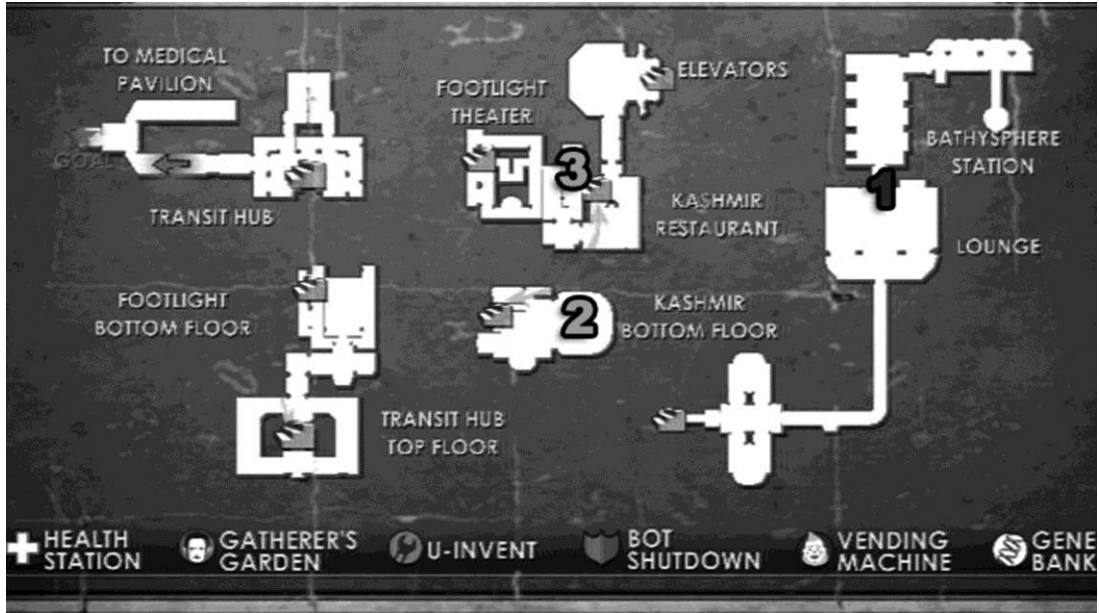 TO MEDICAL
PAVILION
GOAL
TRANSIT HUB
FOOTLIGHT
THEATER
ELEVATORS
3
KASHMIR
RESTAURANT
BATHYSPHERE
STATION
1
LOUNGE
FOOTLIGHT
BOTTOM FLOOR
2
KASHMIR
BOTTOM FLOOR
TRANSIT HUB
TOP FLOOR
HEALTH
STATION
GATHERER'S
GARDEN
U-INVENT
BOT
SHUTDOWN
VENDING
MACHINE
GENE
BANK